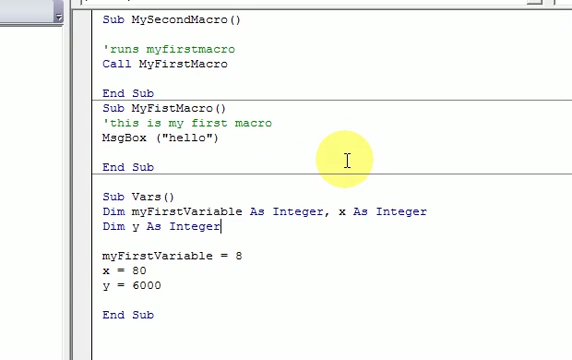 Sub MySecondMacro()
'runs myfirstmacro
Call MyFirstMacro
End Sub
Sub MyFistMacro()
'this is my first macro
MsgBox ("hello")
End Sub
Sub Vars()
Dim myFirstVariable As Integer, x As Integer
Dim y As Integer
myFirstVariable = 8
x = 80
y = 6000
End Sub